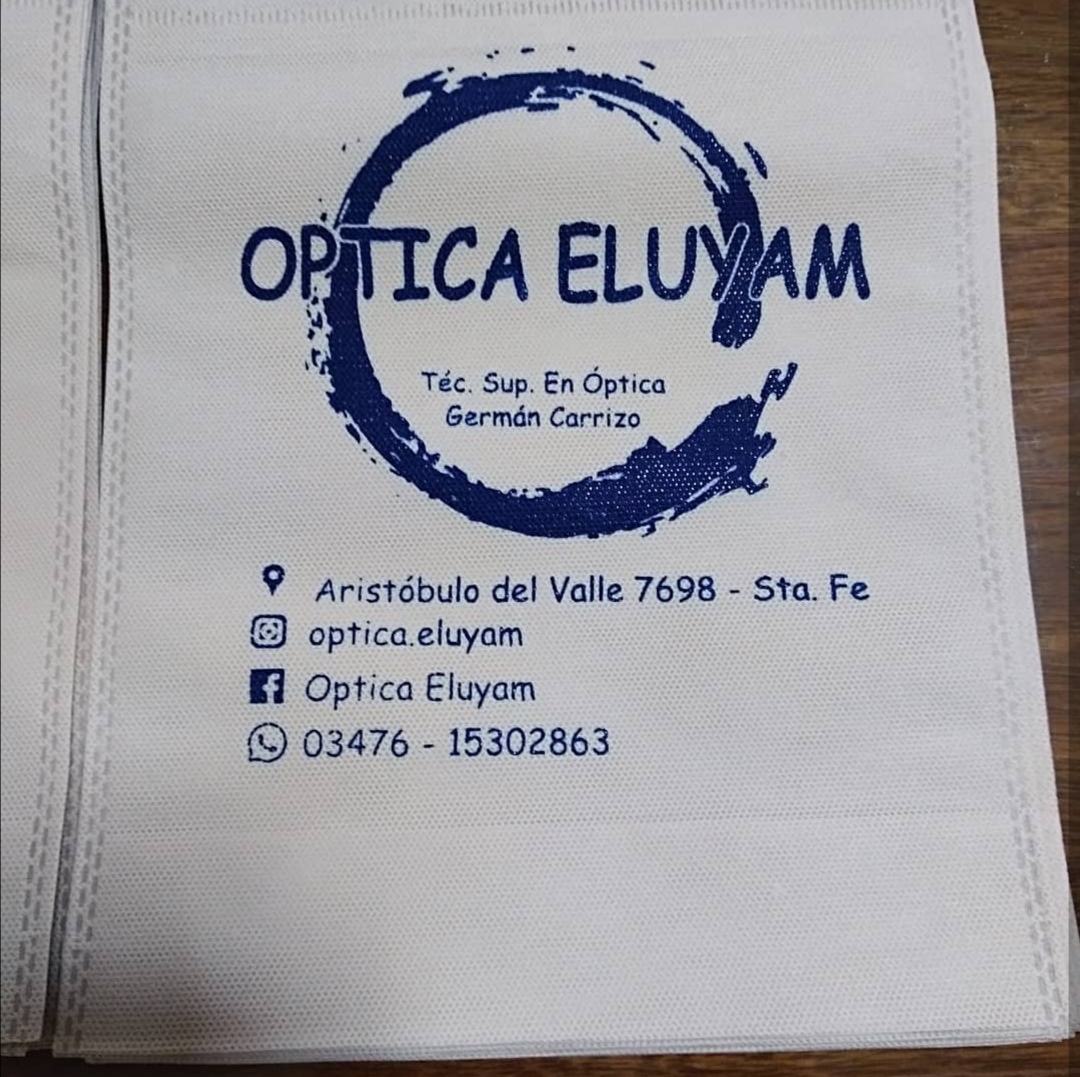 OPTICA ELUYAM
Téc. Sup. En Óptica
Germán Carrizo
Aristóbulo del Valle 7698 - Sta. Fe
optica.eluyam
Optica Eluyam
03476 - 15302863